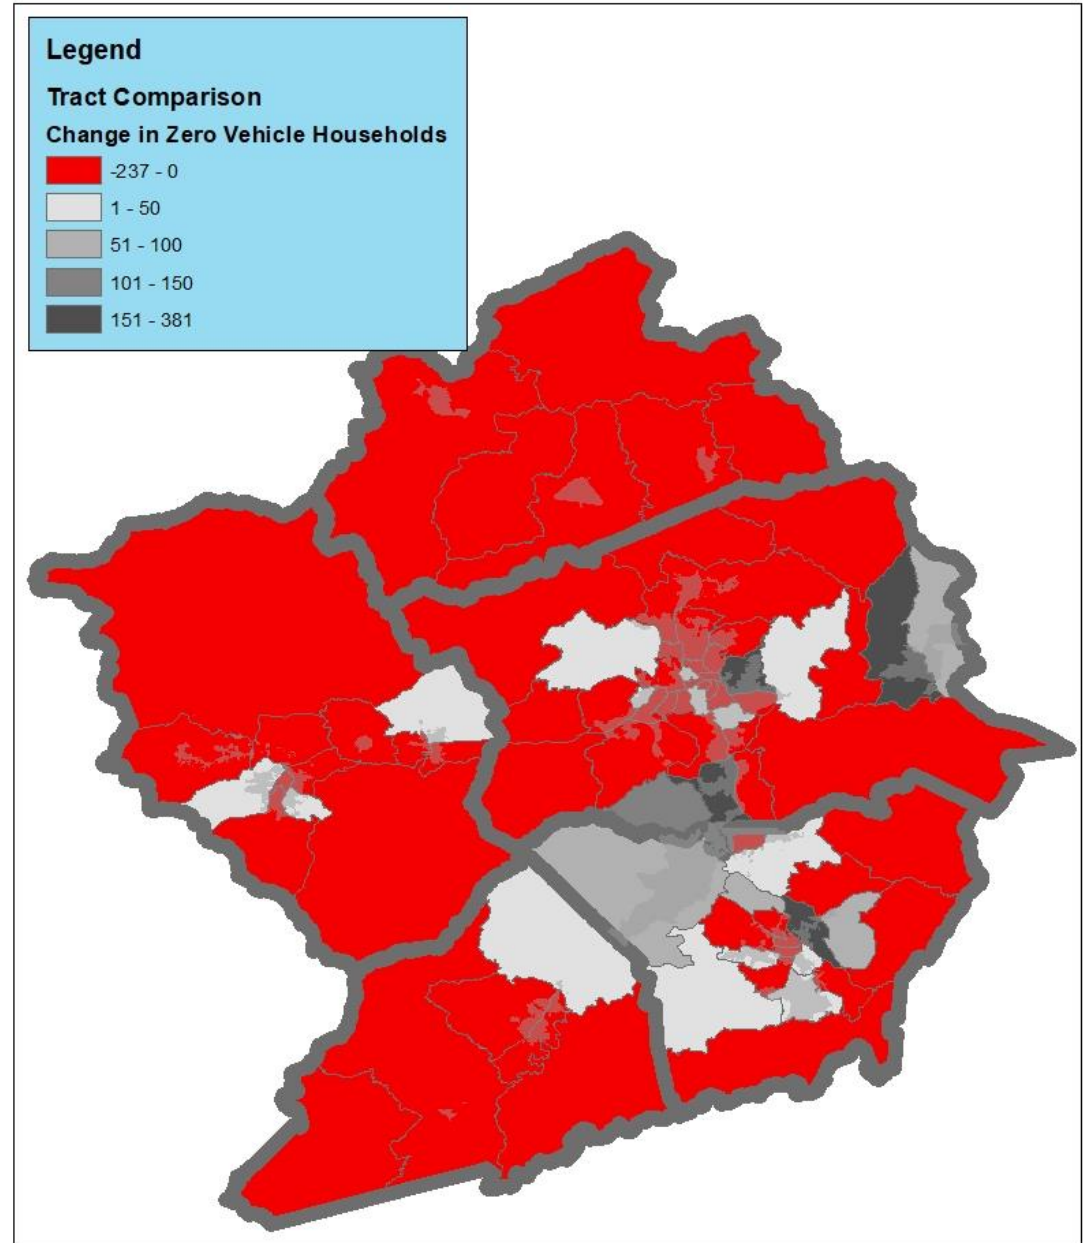 Legend
Tract Comparison
Change in Zero Vehicle Households
-237 - 0
1 - 50
51 - 100
101 - 150
151 - 381